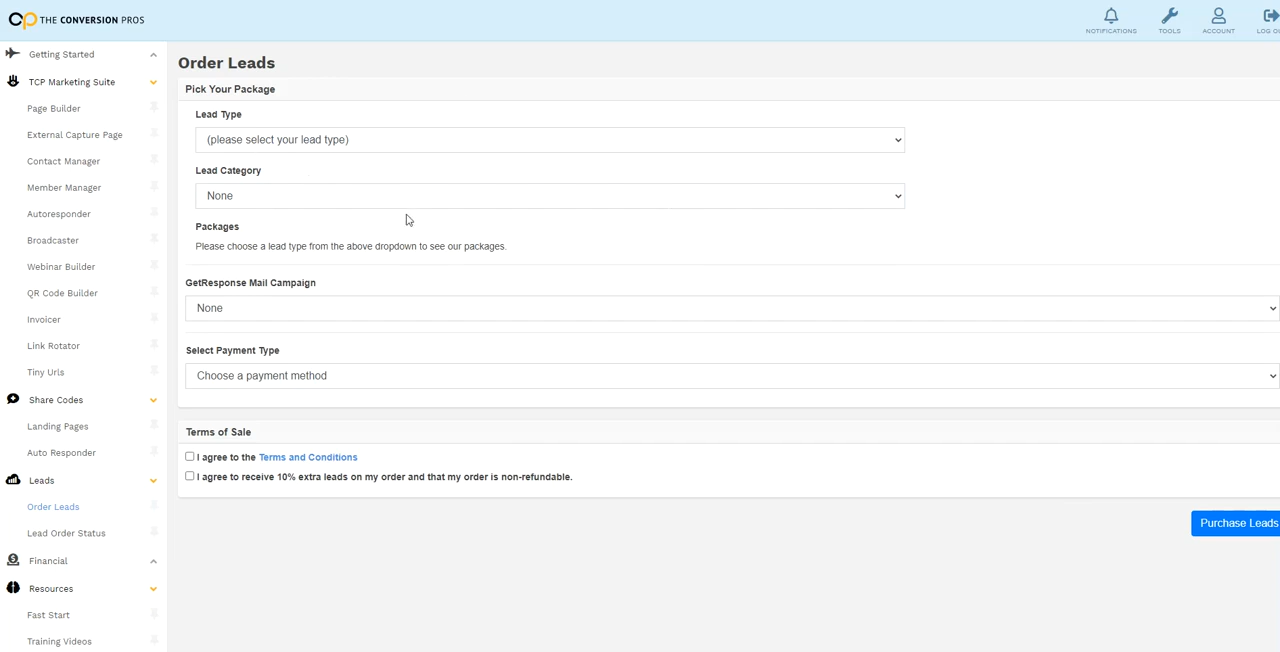 THE CONVERSION PROS
NOTIFICATIONS
TOOLS
ACCOUNT
LOG
Getting Started
TCP Marketing Suite
Page Builder
External Capture Page
Contact Manager
Member Manager
Autoresponder
Broadcaster
Webinar Builder
QR Code Builder
Invoicer
Link Rotator
Tiny Urls
Share Codes
Landing Pages
Auto Responder
Leads
Order Leads
Lead Order Status
Financial
Resources
Fast Start
Training Videos
Order Leads
Pick Your Package
Lead Type
(please select your lead type)
Lead Category
None
Packages
Please choose a lead type from the above dropdown to see our packages.
GetResponse Mail Campaign
None
Select Payment Type
Choose a payment method
Terms of Sale
I agree to the Terms and Conditions
I agree to receive 10% extra leads on my order and that my order is non-refundable.
Purchase Leads